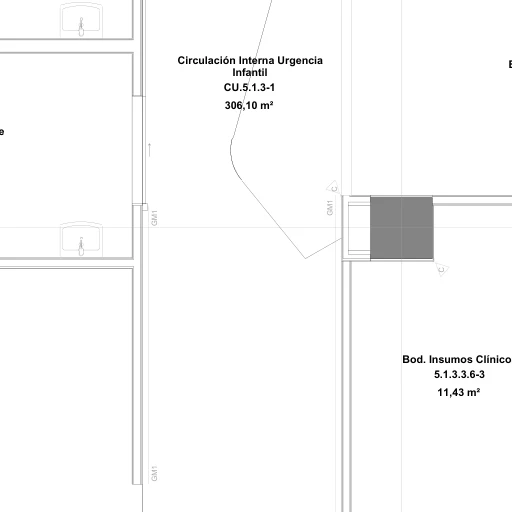 Circulación Interna Urgencia
Infantil
CU.5.1.3-1
306,10 m²
e
E
C
GM1
GM1
C
Bod. Insumos Clínico
5.1.3.3.6-3
11,43 m²
GM1